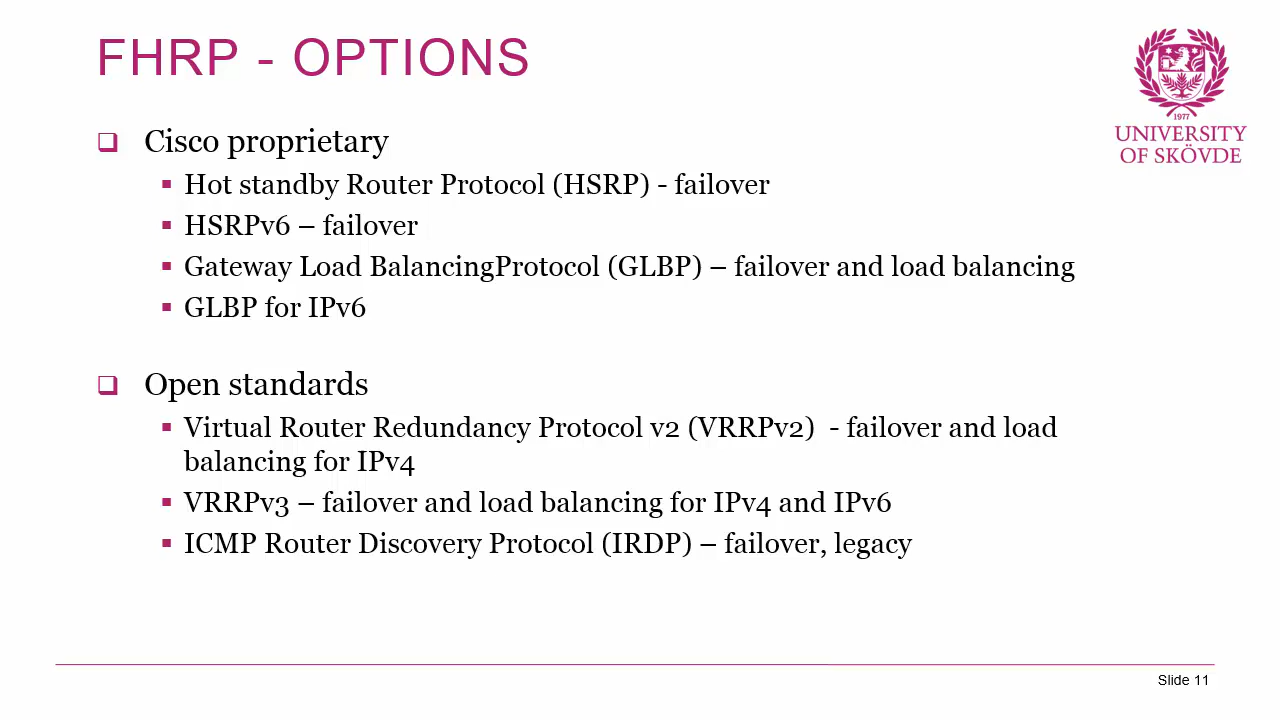 FHRP - OPTIONS
1977
UNIVERSITY
OF SKÖVDE
Cisco proprietary
Hot standby Router Protocol (HSRP) - failover
HSRPv6 – failover
Gateway Load BalancingProtocol (GLBP) – failover and load balancing
GLBP for IPv6
Open standards
Virtual Router Redundancy Protocol v2 (VRRPv2)  - failover and load
balancing for IPv4
VRRPv3 – failover and load balancing for IPv4 and IPv6
ICMP Router Discovery Protocol (IRDP) – failover, legacy
Slide 11